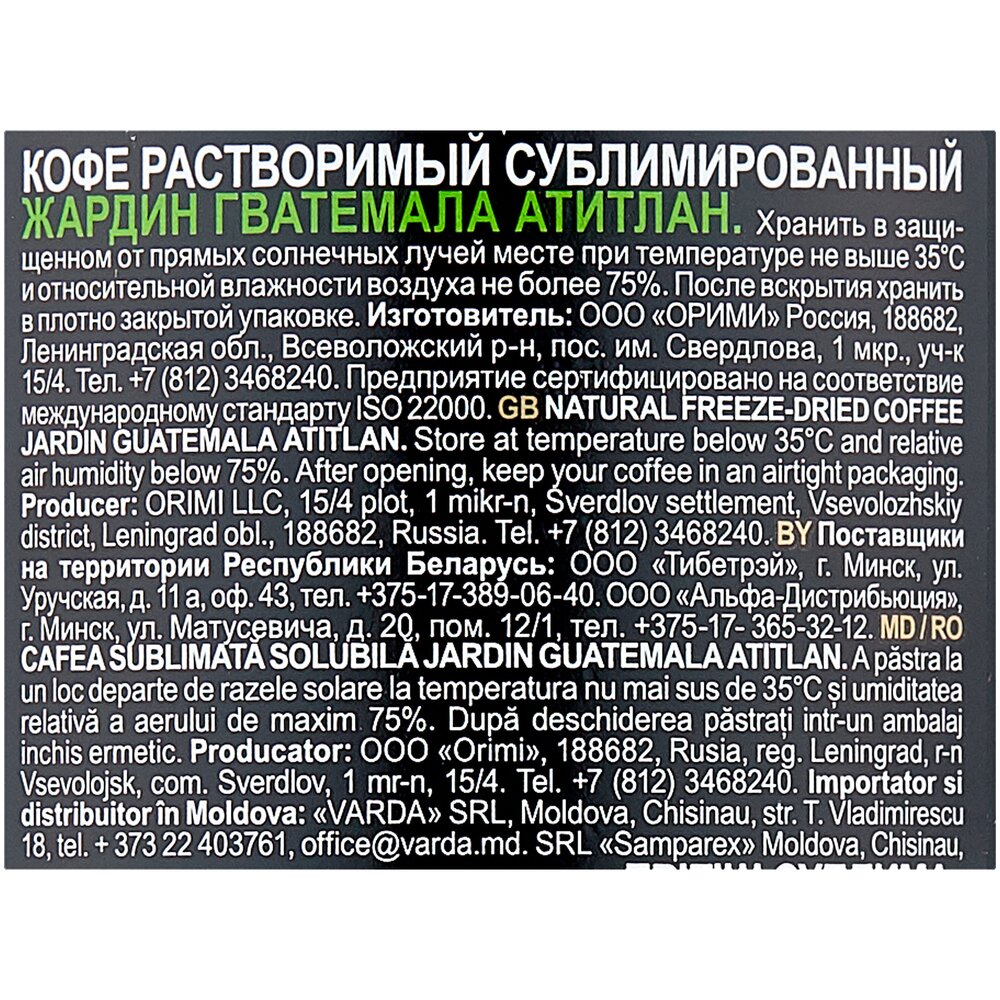 КОФЕ РАСТВОРИМЫЙ СУБЛИМИРОВАННЫЙ
ЖАРДИН ГВАТЕМАЛА АТИТЛАН. Хранить в защи-
щенном от прямых солнечных лучей месте при температуре не выше 35°C
и относительной влажности воздуха не более 75%. После вскрытия хранить
в плотно закрытой упаковке. Изготовитель: ООО «ОРИМИ» Россия, 188682,
Ленинградская обл., Всеволожский р-н, пос. им. Свердлова, 1 мкр., уч-к
15/4. Тел. +7 (812) 3468240. Предприятие сертифицировано на соответствие
международному стандарту ISO 22000. GB NATURAL FREEZE-DRIED COFFEE
JARDIN GUATEMALA ATITLAN. Store at temperature below 35°C and relative
air humidity below 75%. After opening, keep your coffee in an airtight packaging.
Producer: ORIMI LLC, 15/4 plot, 1 mikr-n, Sverdlov settlement, Vsevolozhskiy
district, Leningrad obl., 188682, Russia. Tel. +7 (812) 3468240. BY Поставщики
на территории Республики Беларусь: ООО «Тибетрэй», г. Минск, ул.
Уручская, д. 11 а, оф. 43, тел. +375-17-389-06-40. ООО «Альфа-Дистрибьюция»,
г. Минск, ул. Матусевича, д. 20, пом. 12/1, тел. +375-17- 365-32-12. MD / RO
CAFEA SUBLIMATĂ SOLUBILĂ JARDIN GUATEMALA ATITLAN. A păstra la
un loc departe de razele solare la temperatura nu mai sus de 35°C și umiditatea
relativă a aerului de maxim 75%. După deschiderea păstrați intr-un ambalaj
inchis ermetic. Producator: ООО «Orimi», 188682, Rusia, reg. Leningrad, r-n
Vsevolojsk, com. Sverdlov, 1 mr-n, 15/4. Tel. +7 (812) 3468240. Importator si
distribuitor în Moldova: «VARDA» SRL, Moldova, Chisinau, str. T. Vladimirescu
18, tel. + 373 22 403761, office@varda.md. SRL «Samparex» Moldova, Chisinau,